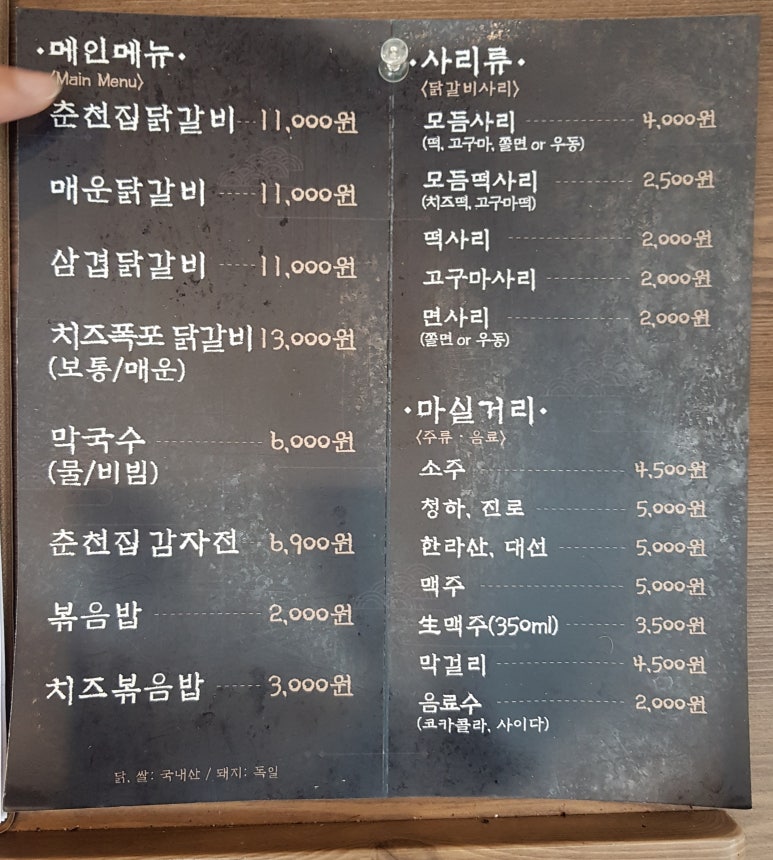 ·메인메뉴·
〈Main Menu〉
춘천집닭갈비 11,000원
매운닭갈비 11,000원
삼겹닭갈비 11,000원
치즈폭포 닭갈비 13,000원
(보통/매운)
막국수 6,000원
(물/비빔)
춘천집 감자전 6,900원
볶음밥 2,000원
치즈볶음밥 3,000원
닭, 쌀: 국내산 / 돼지: 독일
·사리류·
〈닭갈비사리〉
모듬사리 4,000원
(떡, 고구마, 쫄면 or 우동)
모듬떡사리 2,500원
(치즈떡, 고구마떡)
떡사리 2,000원
고구마사리 2,000원
면사리 2,000원
(쫄면 or 우동)
·마실거리·
〈주류 · 음료〉
소주 4,500원
청하, 진로 5,000원
한라산, 대선 5,000원
맥주 5,000원
生맥주(350ml) 3,500원
막걸리 4,500원
음료수 2,000원
(코카콜라, 사이다)